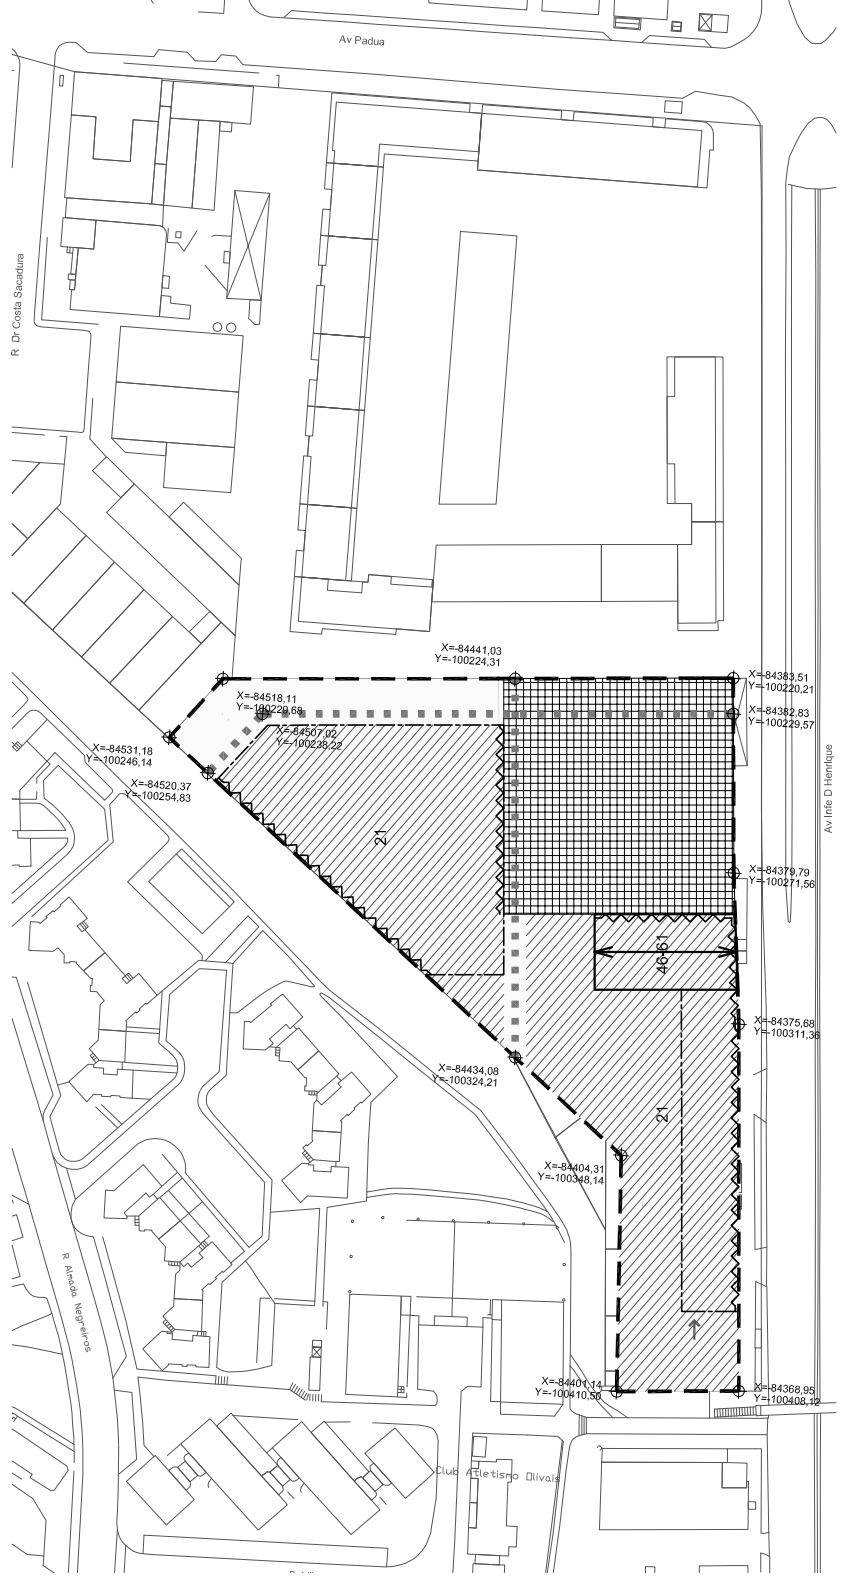 Av Padua
R Dr Costa Sacadura
X=-84441,03
Y=-100224,31
X=-84383,51
Y=-100220,21
X=-84518,11
Y=-100229,68
X=-84382,83
Y=-100229,57
X=-84507,02
Y=-100238,22
X=-84531,18
Y=-100246,14
X=-84520,37
Y=-100254,83
Av Infe D Henrique
21
X=-84379,79
Y=-100271,56
46-61
X=-84375,68
Y=-100311,36
X=-84434,08
Y=-100324,21
21
X=-84404,31
Y=-100348,14
R Almada Negreiros
X=-84401,14
Y=-100410,50
X=-84368,95
Y=-100408,12
Club Atletismo Olivais